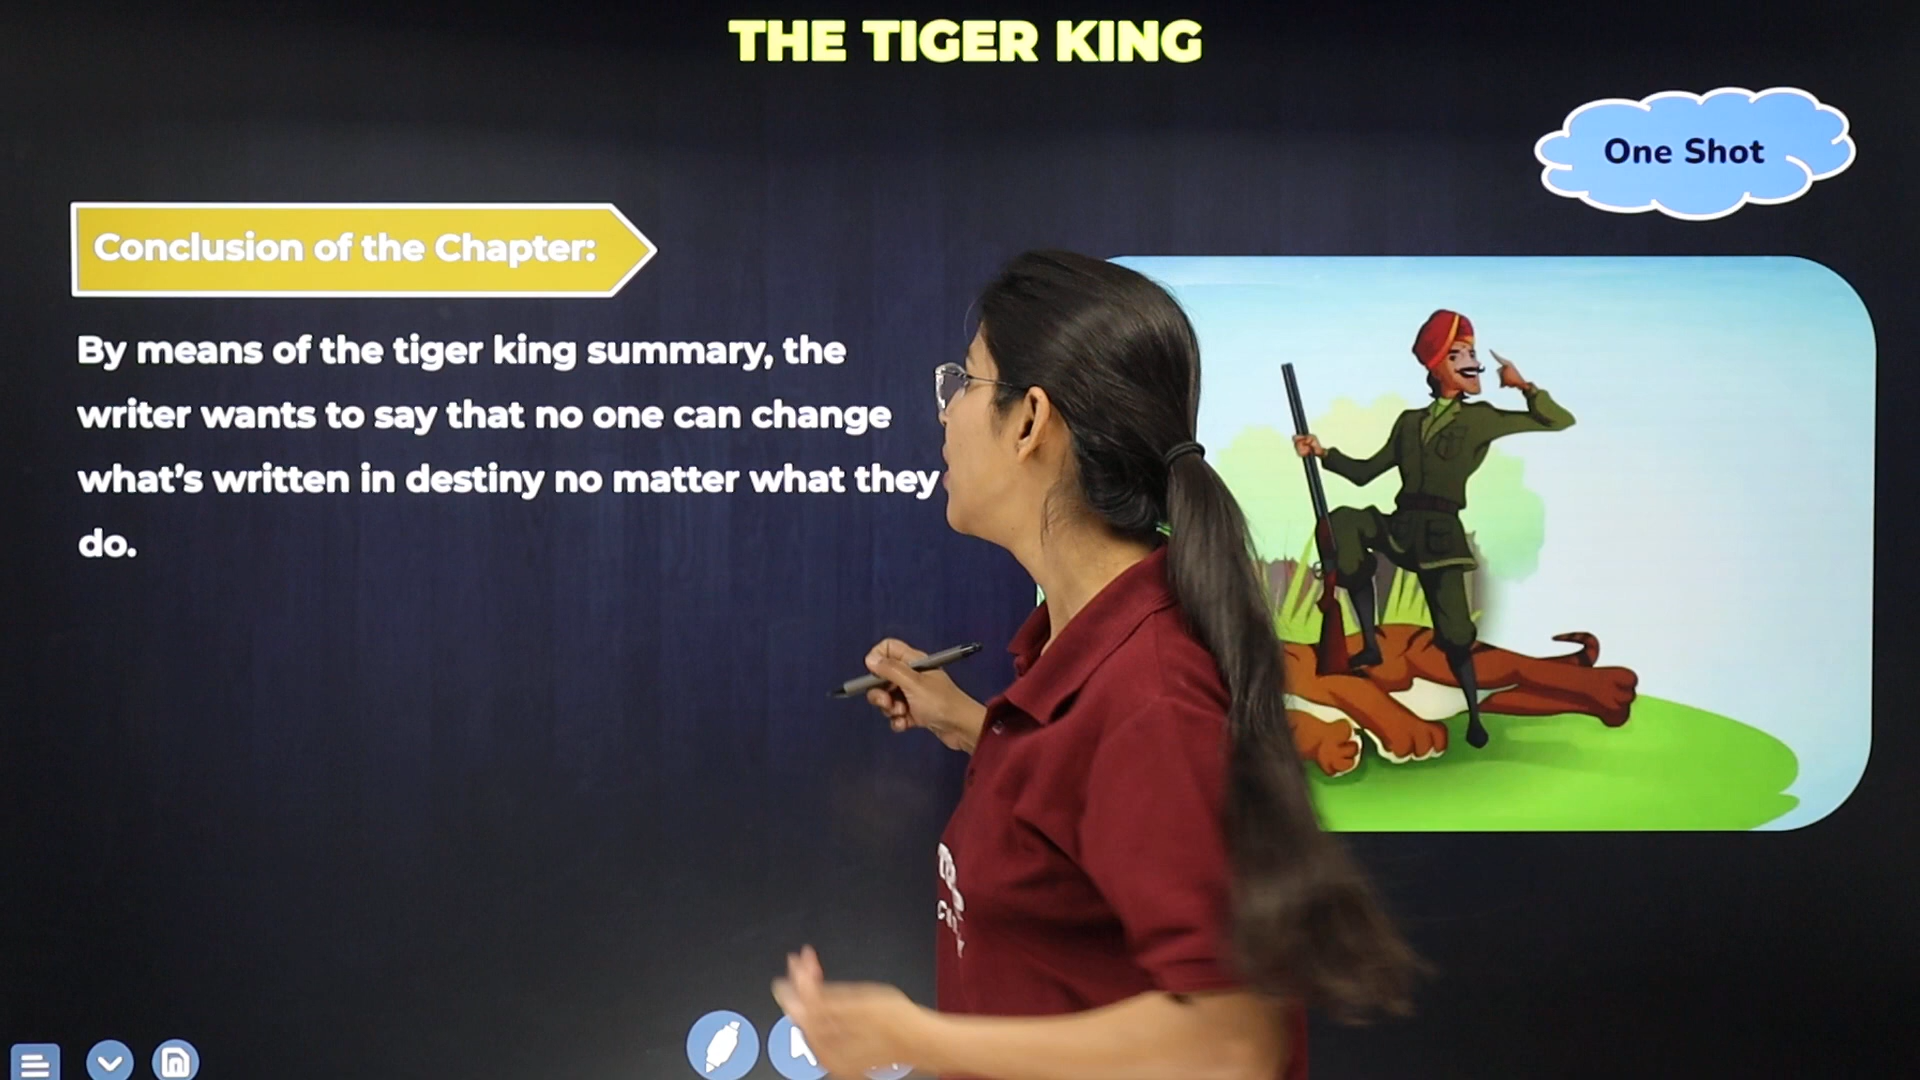 THE TIGER KING
One Shot
Conclusion of the Chapter:
By means of the tiger king summary, the
writer wants to say that no one can change
what's written in destiny no matter what they
do.